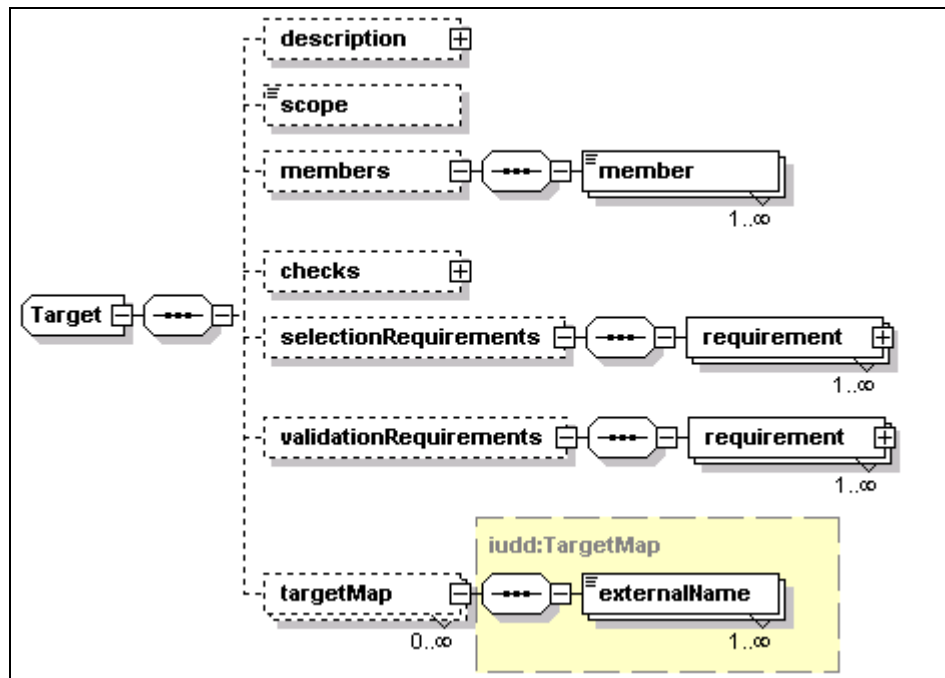 description
scope
members
member
1..∞
checks
Target
selectionRequirements
requirement
1..∞
validationRequirements
requirement
1..∞
iudd:TargetMap
targetMap
externalName
0..∞
1..∞